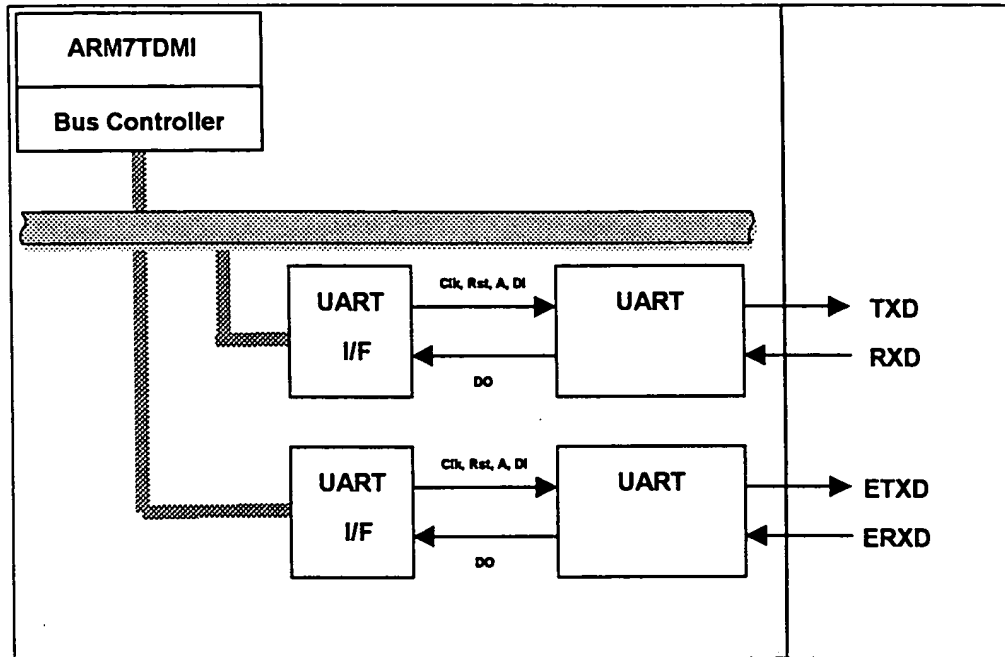 ARM7TDMI
Bus Controller
UART
I/F
Clk, Rst, A, DI
DO
UART
TXD
RXD
UART
I/F
Clk, Rst, A, DI
DO
UART
ETXD
ERXD